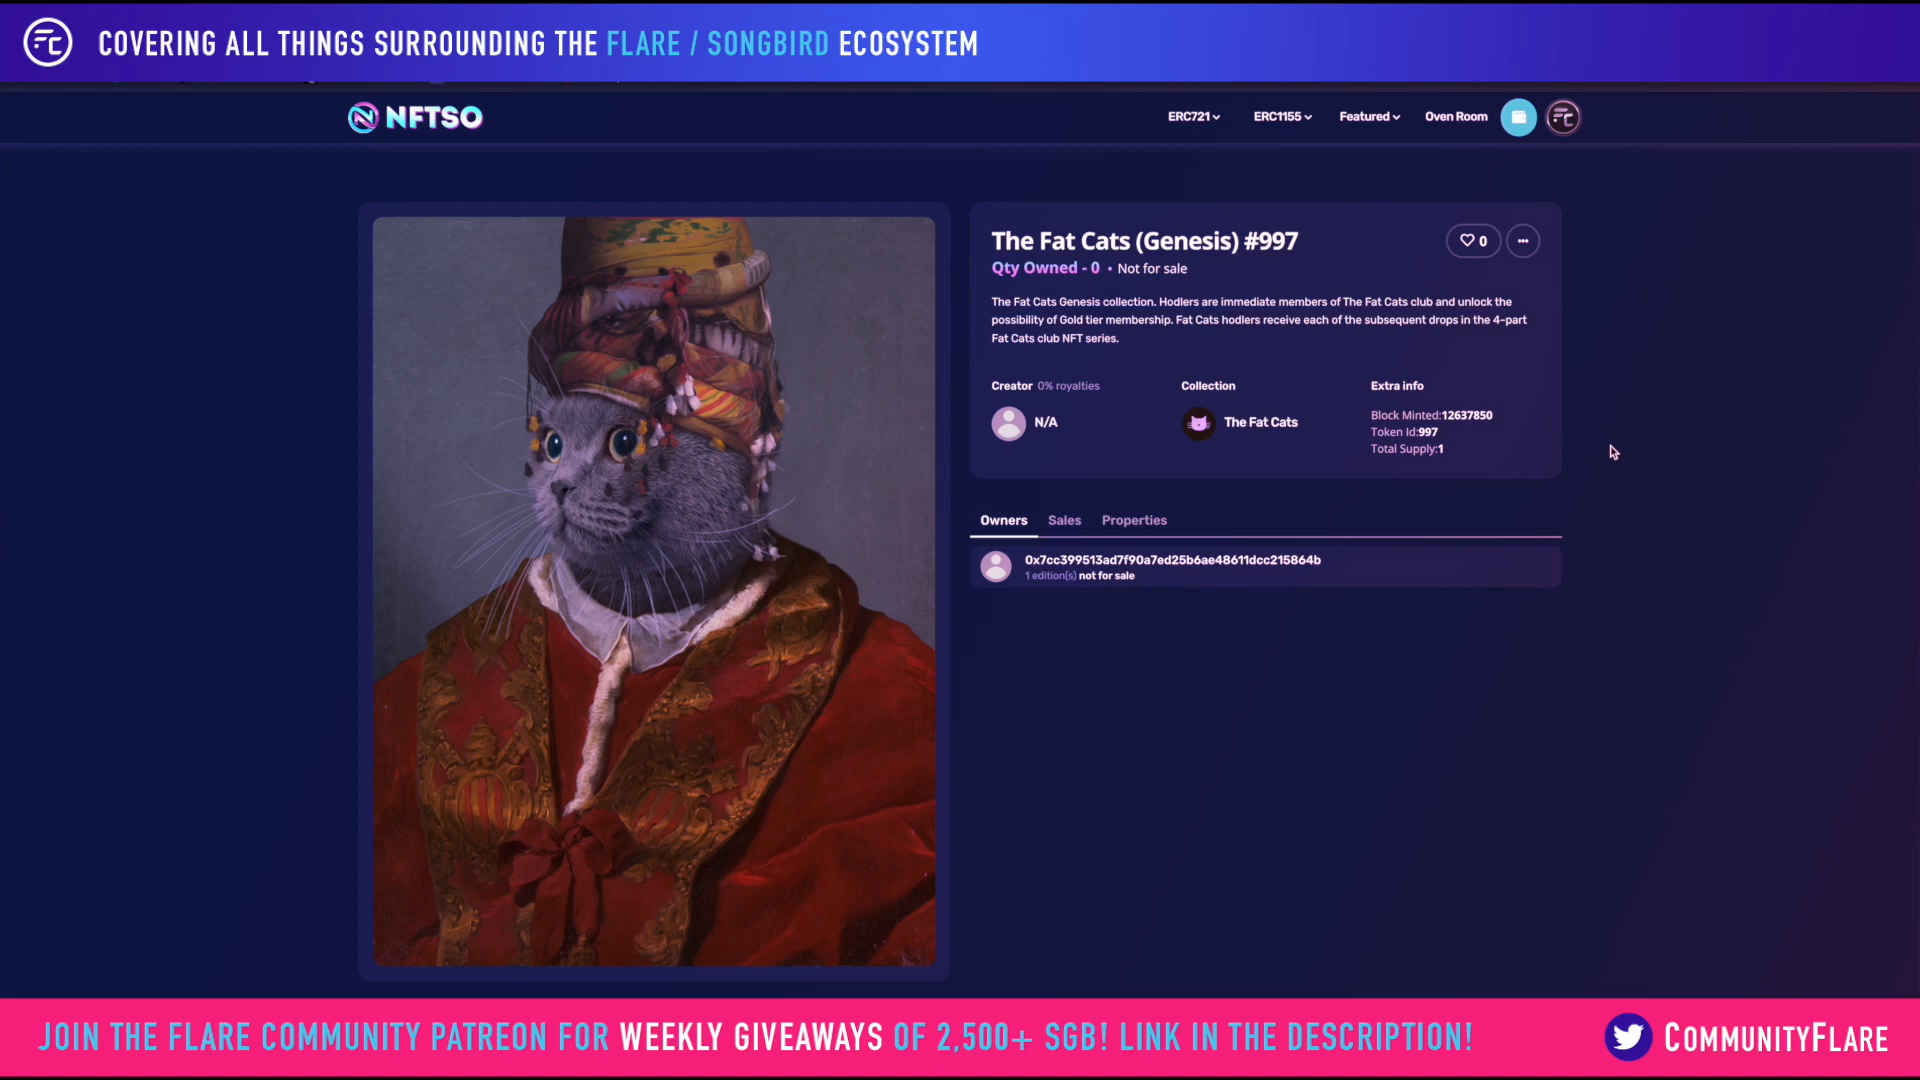 COVERING ALL THINGS SURROUNDING THE FLARE / SONGBIRD ECOSYSTEM
NFTSO
ERC721
ERC1155
Featured
Oven Room
The Fat Cats (Genesis) #997
0
Qty Owned - 0 • Not for sale
The Fat Cats Genesis collection. Hodlers are immediate members of The Fat Cats club and unlock the
possibility of Gold tier membership. Fat Cats hodlers receive each of the subsequent drops in the 4-part
Fat Cats club NFT series.
Creator 0% royalties
Collection
Extra info
N/A
The Fat Cats
Block Minted:12637850
Token Id:997
Total Supply:1
Owners
Sales
Properties
0x7cc399513ad7f90a7ed25b6ae48611dcc215864b
1 edition(s) not for sale
JOIN THE FLARE COMMUNITY PATREON FOR WEEKLY GIVEAWAYS OF 2,500+ SGB! LINK IN THE DESCRIPTION!
COMMUNITYFLARE